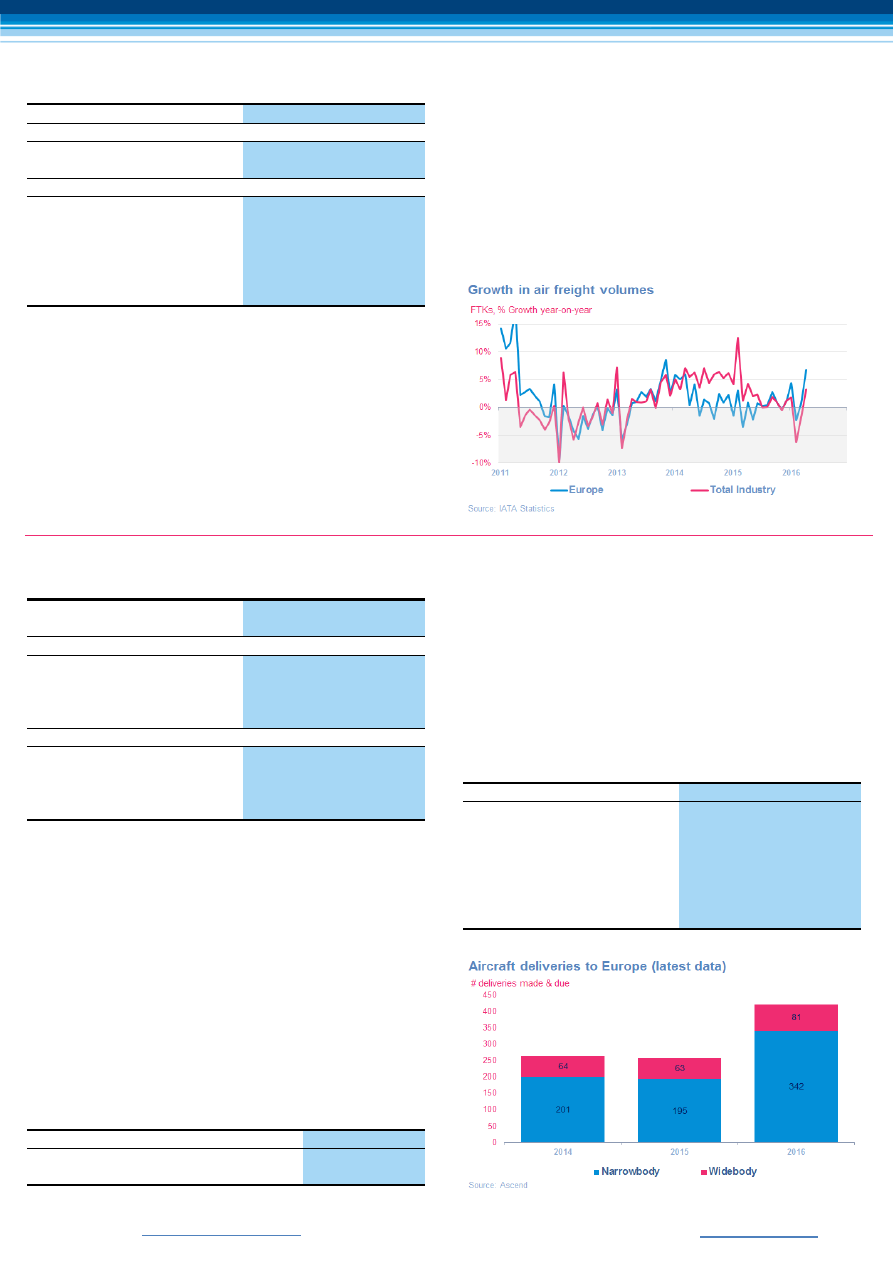 Growth in air freight volumes
FTKs, % Growth year-on-year
15%
10%
5%
0%
-5%
-10%
2011 2012 2013 2014 2015 2016
Europe Total Industry
Source: IATA Statistics
Aircraft deliveries to Europe (latest data)
# deliveries made & due
450
400
350
300
250
200
150
100
50
0
64 63 81
201 195 342
2014 2015 2016
Narrowbody Widebody
Source: Ascend